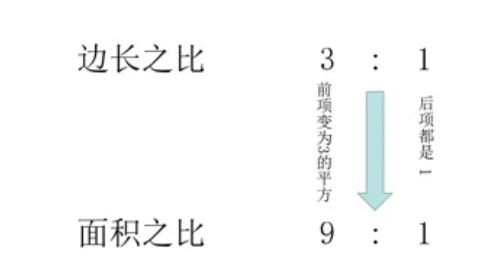 边长之比 3 : 1
前项变为3的平方
后项都是 1
面积之比 9 : 1